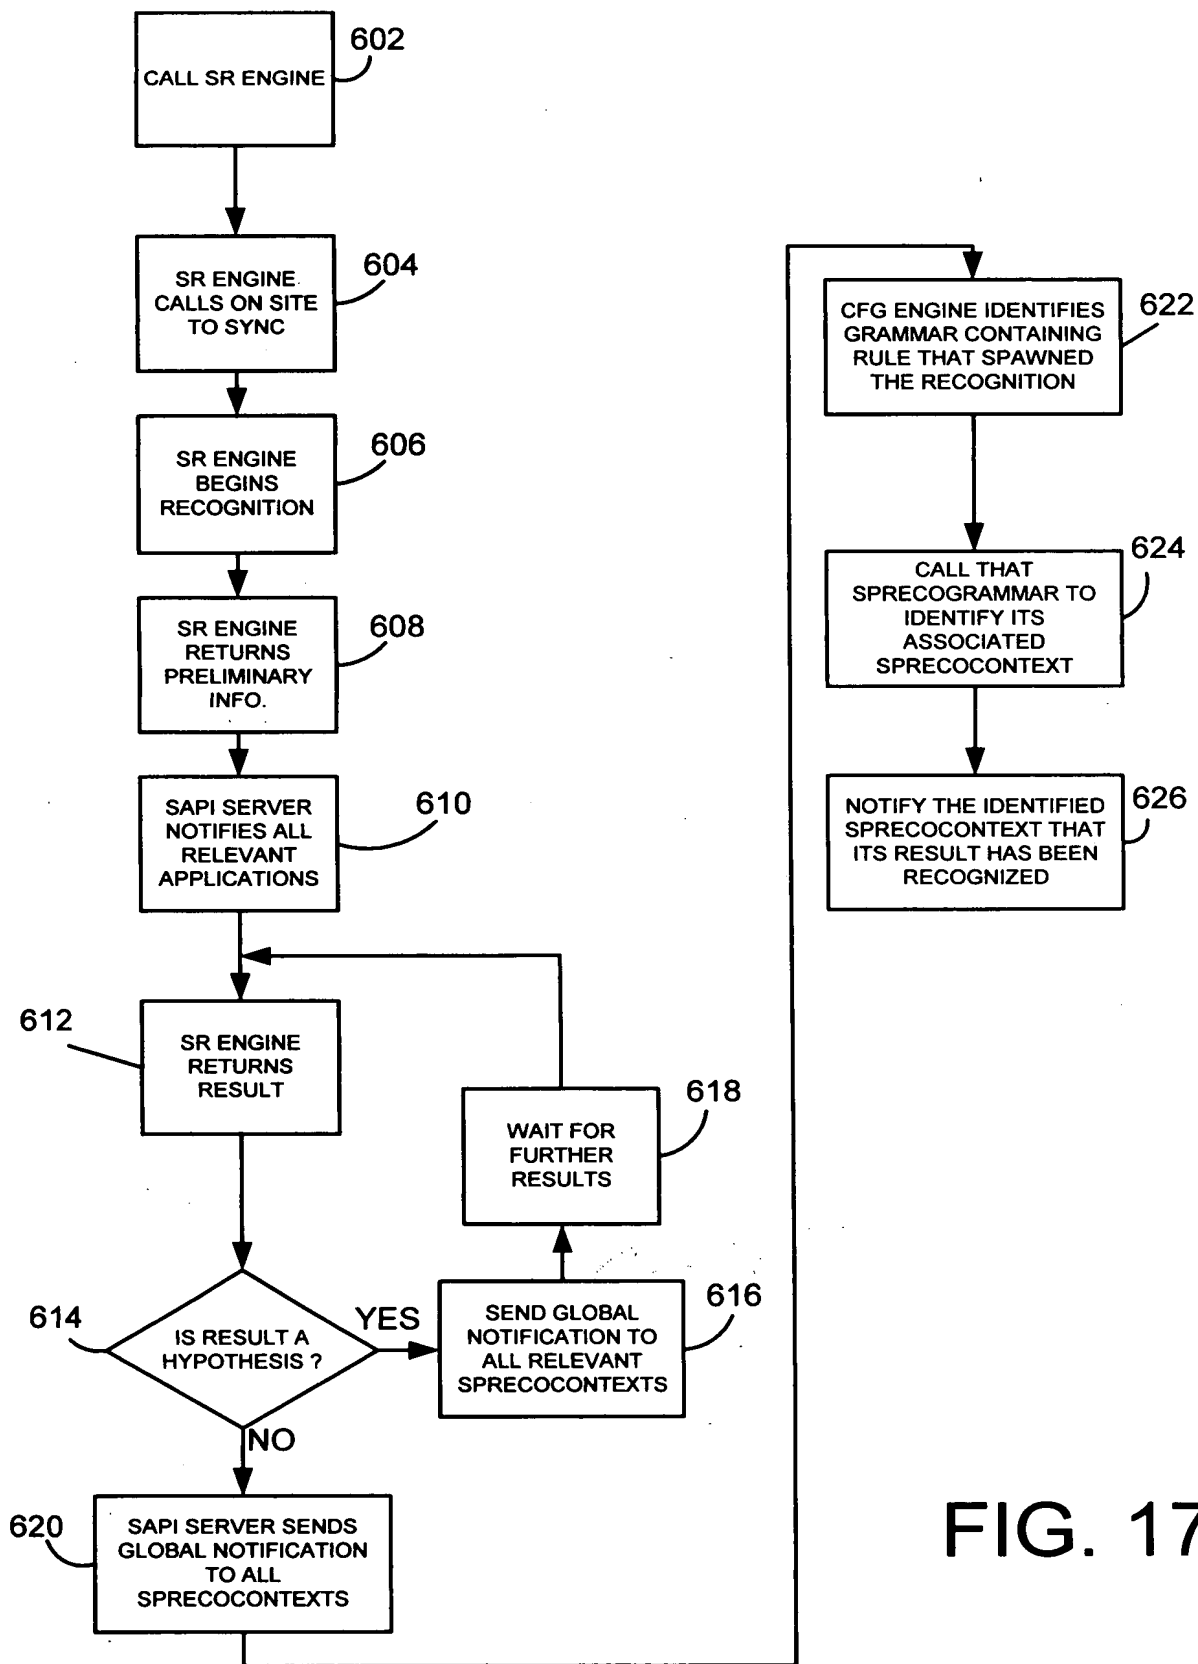 CALL SR ENGINE
602
SR ENGINE
CALLS ON SITE
TO SYNC
604
SR ENGINE
BEGINS
RECOGNITION
606
SR ENGINE
RETURNS
PRELIMINARY
INFO.
608
SAPI SERVER
NOTIFIES ALL
RELEVANT
APPLICATIONS
610
612
SR ENGINE
RETURNS
RESULT
614
IS RESULT A
HYPOTHESIS ?
YES
NO
SEND GLOBAL
NOTIFICATION TO
ALL RELEVANT
SPRECOCONTEXTS
616
WAIT FOR
FURTHER
RESULTS
618
620
SAPI SERVER SENDS
GLOBAL NOTIFICATION
TO ALL
SPRECOCONTEXTS
CFG ENGINE IDENTIFIES
GRAMMAR CONTAINING
RULE THAT SPAWNED
THE RECOGNITION
622
CALL THAT
SPRECOGRAMMAR TO
IDENTIFY ITS
ASSOCIATED
SPRECOCONTEXT
624
NOTIFY THE IDENTIFIED
SPRECOCONTEXT THAT
ITS RESULT HAS BEEN
RECOGNIZED
626
FIG. 17